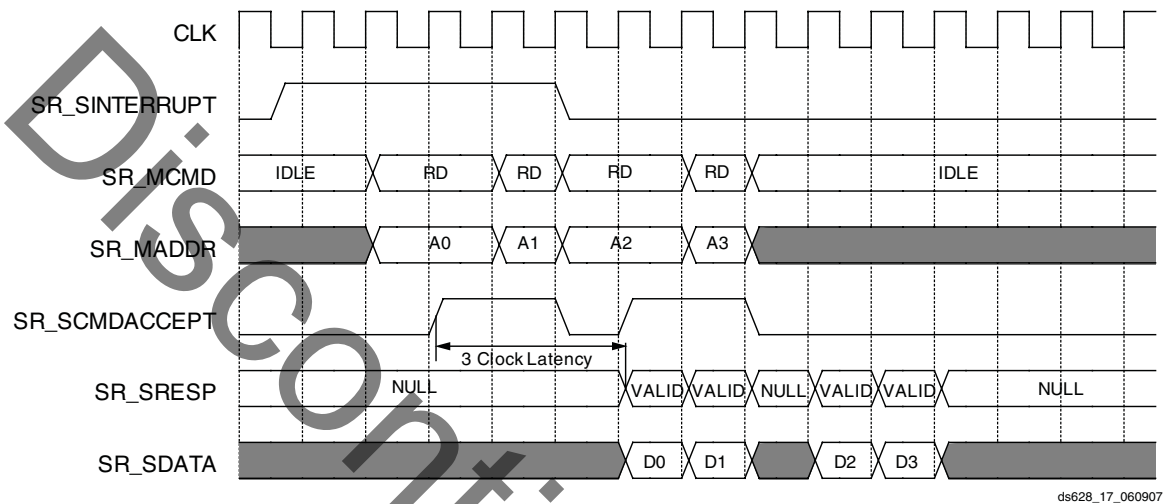 CLK
SR_SINTERRUPT
SR_MCMD IDLE RD RD RD RD IDLE
SR_MADDR A0 A1 A2 A3
SR_SCMDACCEPT
3 Clock Latency
SR_SRESP NULL VALID VALID NULL VALID VALID NULL
SR_SDATA D0 D1 D2 D3
Disconti
ds628_17_060907